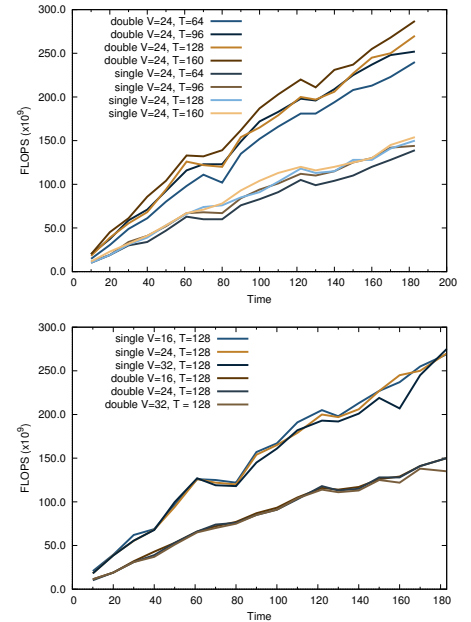 300.0
250.0
200.0
150.0
100.0
50.0
0.0
FLOPS (x10⁹)
double V=24, T=64
double V=24, T=96
double V=24, T=128
double V=24, T=160
single V=24, T=64
single V=24, T=96
single V=24, T=128
single V=24, T=160
0 20 40 60 80 100 120 140 160 180 200
Time
300.0
250.0
200.0
150.0
100.0
50.0
0.0
FLOPS (x10⁹)
single V=16, T=128
single V=24, T=128
single V=32, T=128
double V=16, T=128
double V=24, T=128
double V=32, T = 128
0 20 40 60 80 100 120 140 160 180
Time